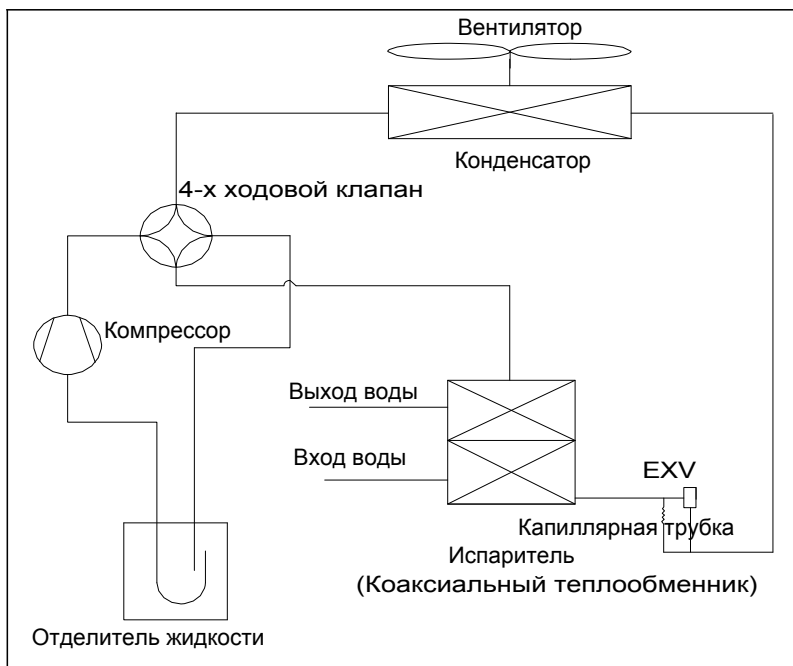 Вентилятор
Конденсатор
4-х ходовой клапан
Компрессор
Выход воды
Вход воды
EXV
Капиллярная трубка
Испаритель
(Коаксиальный теплообменник)
Отделитель жидкости